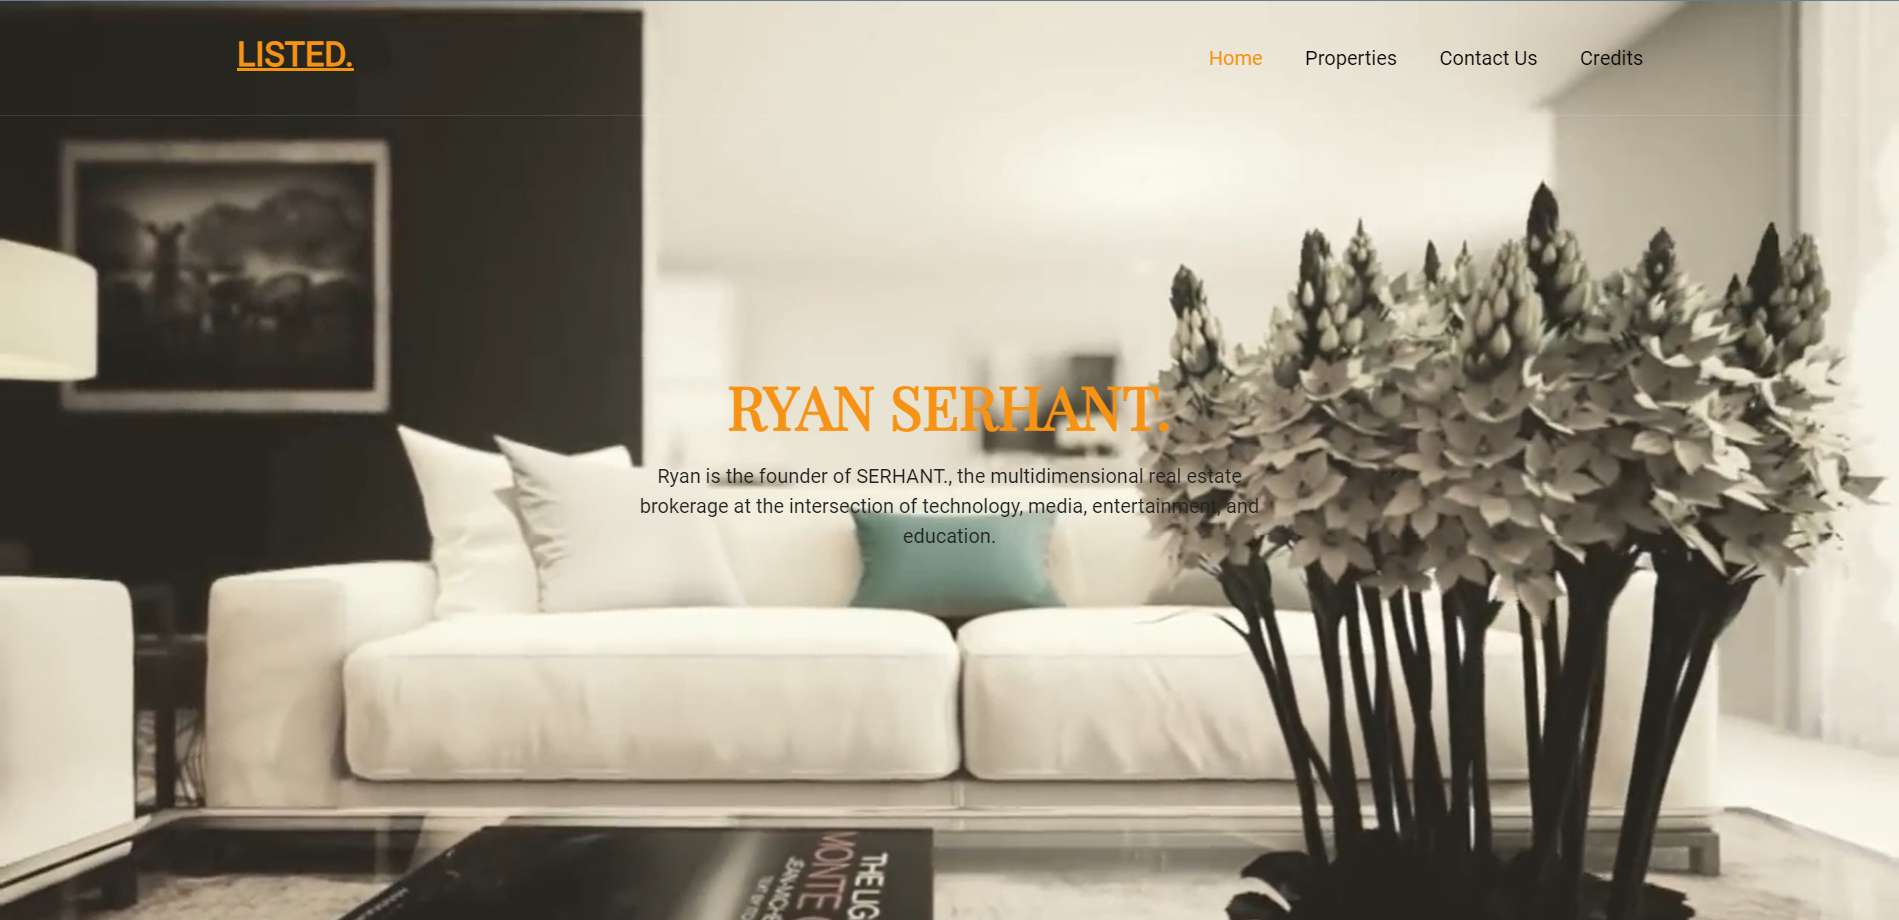 LISTED.
Home Properties Contact Us Credits
RYAN SERHANT.
Ryan is the founder of SERHANT., the multidimensional real estate
brokerage at the intersection of technology, media, entertainment, and
education.
THE LIG
MONTE